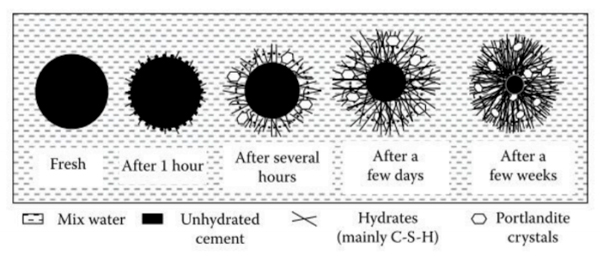 Fresh
After 1 hour
After several
hours
After a
few days
After a
few weeks
Mix water
Unhydrated
cement
Hydrates
(mainly C-S-H)
Portlandite
crystals